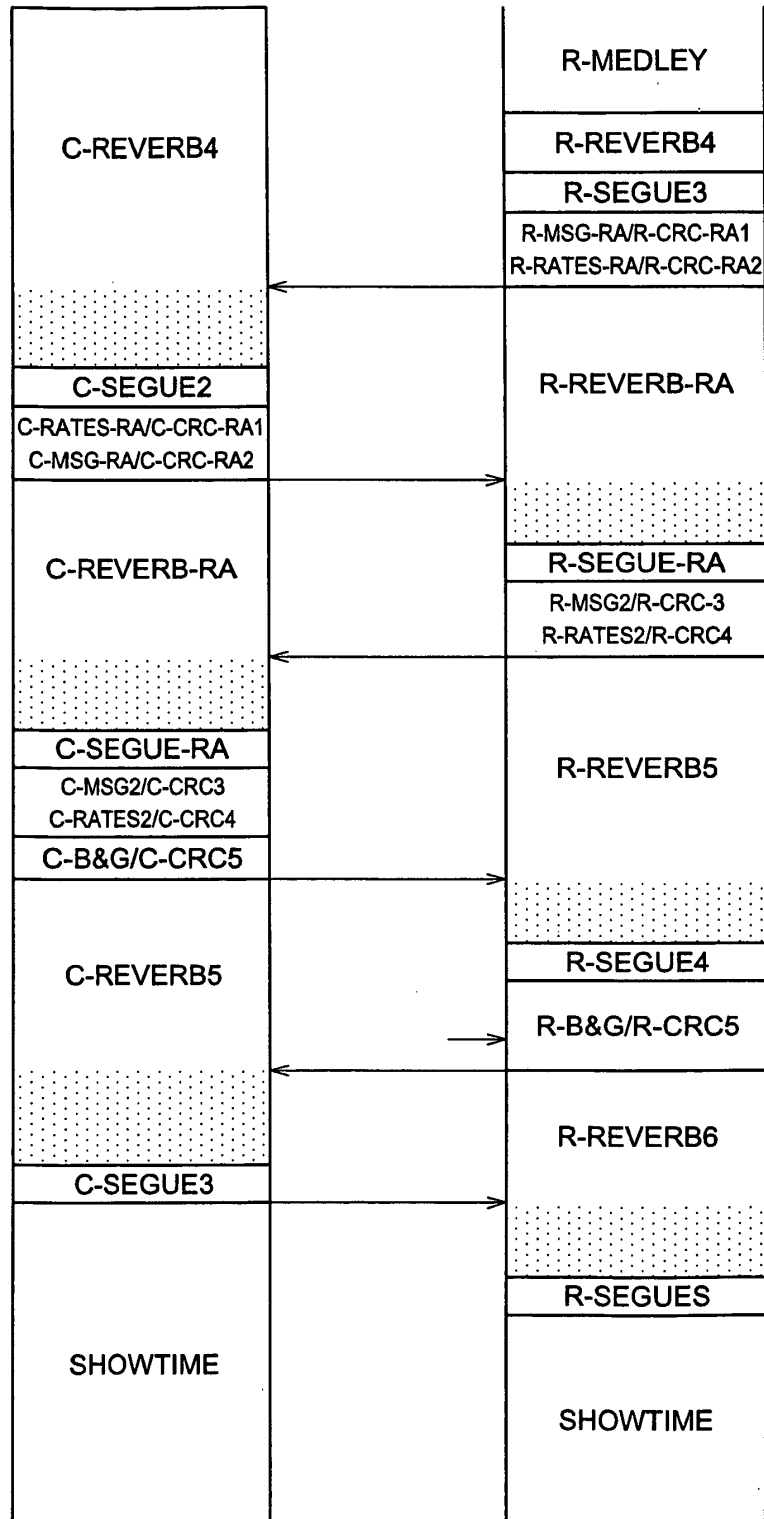 C-REVERB4
C-SEGUE2
C-RATES-RA/C-CRC-RA1
C-MSG-RA/C-CRC-RA2
C-REVERB-RA
C-SEGUE-RA
C-MSG2/C-CRC3
C-RATES2/C-CRC4
C-B&G/C-CRC5
C-REVERB5
C-SEGUE3
SHOWTIME
R-MEDLEY
R-REVERB4
R-SEGUE3
R-MSG-RA/R-CRC-RA1
R-RATES-RA/R-CRC-RA2
R-REVERB-RA
R-SEGUE-RA
R-MSG2/R-CRC-3
R-RATES2/R-CRC4
R-REVERB5
R-SEGUE4
R-B&G/R-CRC5
R-REVERB6
R-SEGUES
SHOWTIME